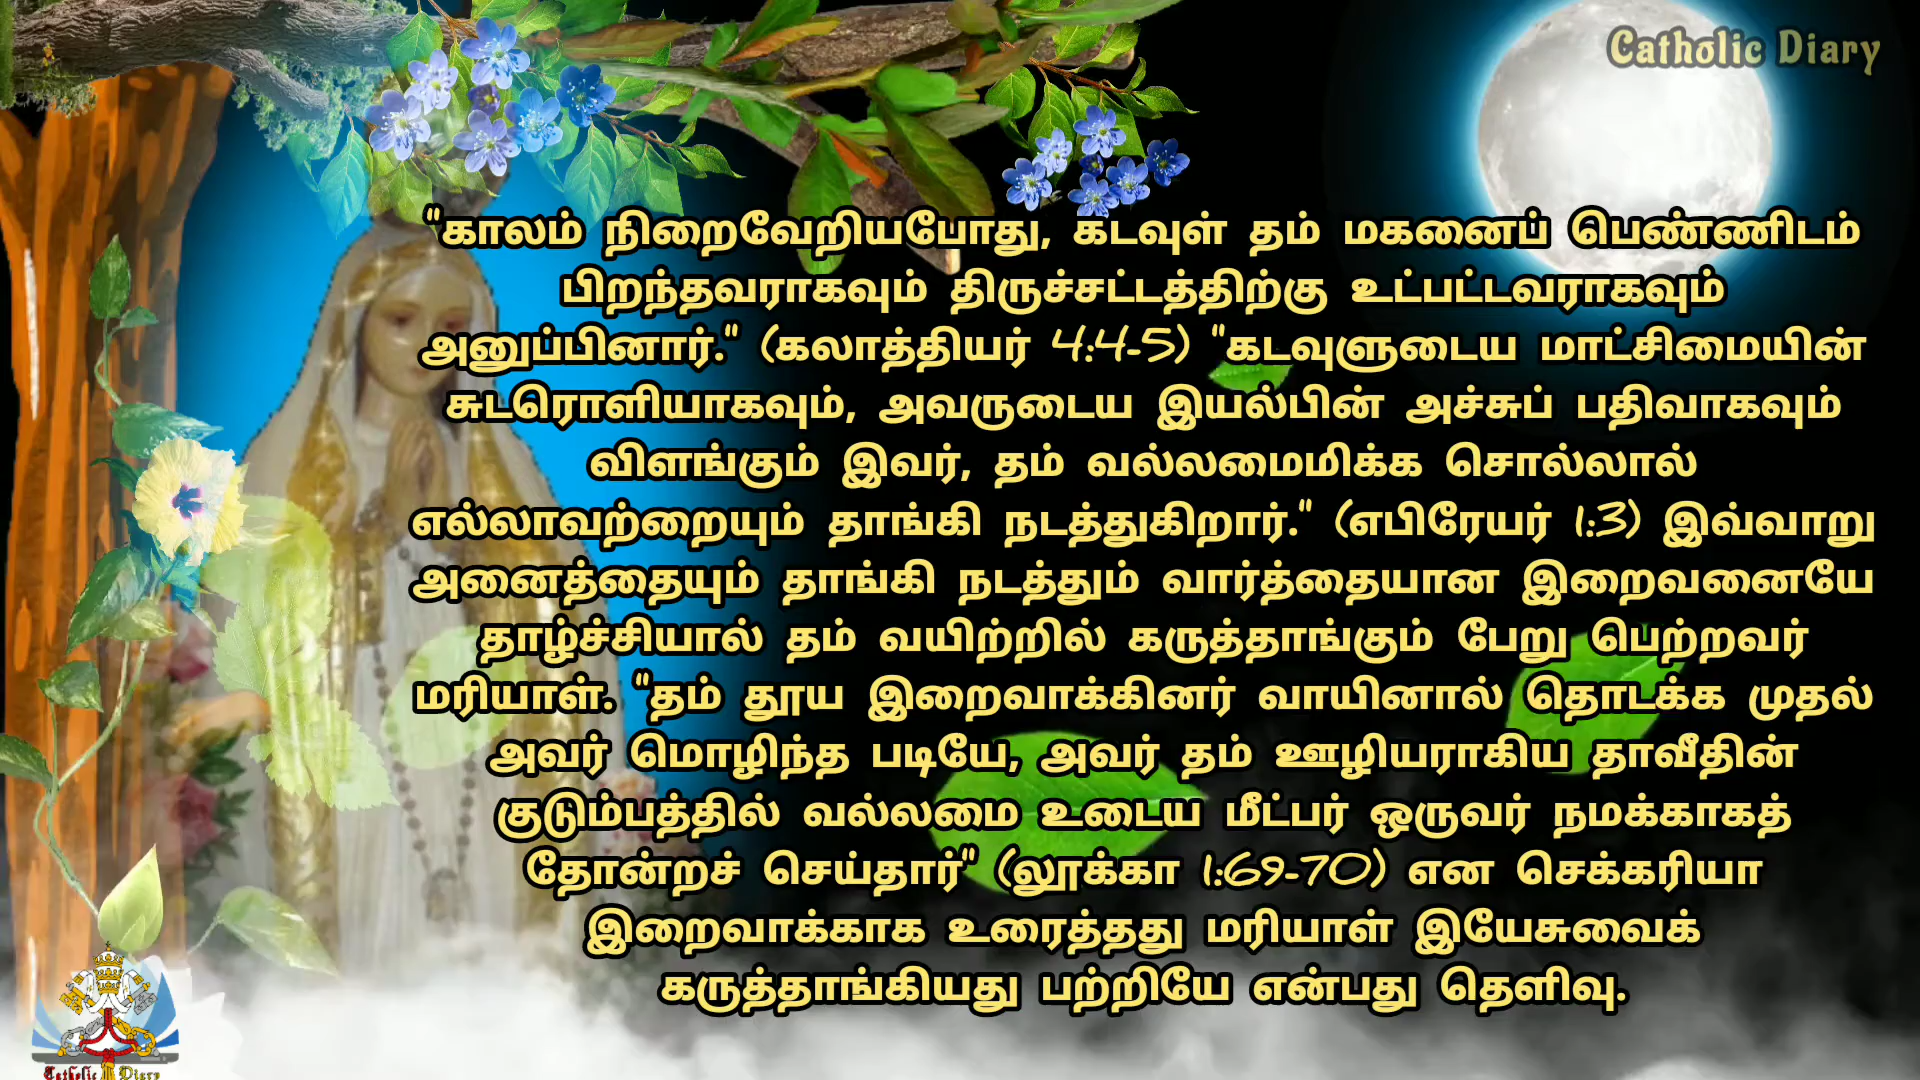 Catholic Diary
"காலம் நிறைவேறியபோது, கடவுள் தம் மகனைப் பெண்ணிடம்
பிறந்தவராகவும் திருச்சட்டத்திற்கு உட்பட்டவராகவும்
அனுப்பினார்." (கலாத்தியர் 4:4-5) "கடவுளுடைய மாட்சிமையின்
சுடரொளியாகவும், அவருடைய இயல்பின் அச்சுப் பதிவாகவும்
விளங்கும் இவர், தம் வல்லமைமிக்க சொல்லால்
எல்லாவற்றையும் தாங்கி நடத்துகிறார்." (எபிரேயர் 1:3) இவ்வாறு
அனைத்தையும் தாங்கி நடத்தும் வார்த்தையான இறைவனையே
தாழ்ச்சியால் தம் வயிற்றில் கருத்தாங்கும் பேறு பெற்றவர்
மரியாள். "தம் தூய இறைவாக்கினர் வாயினால் தொடக்க முதல்
அவர் மொழிந்த படியே, அவர் தம் ஊழியராகிய தாவீதின்
குடும்பத்தில் வல்லமை உடைய மீட்பர் ஒருவர் நமக்காகத்
தோன்றச் செய்தார்" (லூக்கா 1:69-70) என செக்கரியா
இறைவாக்காக உரைத்தது மரியாள் இயேசுவைக்
கருத்தாங்கியது பற்றியே என்பது தெளிவு.
Catholic Diary